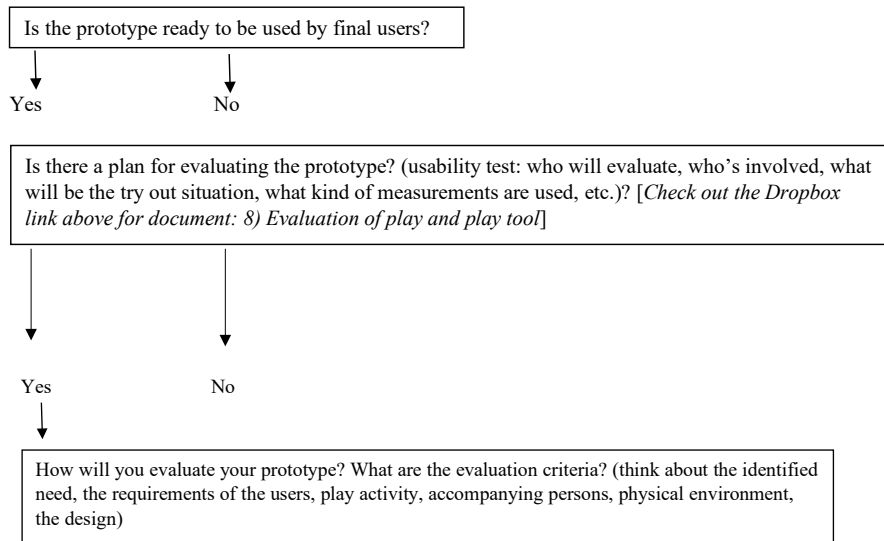 Is the prototype ready to be used by final users?
Yes No
Is there a plan for evaluating the prototype? (usability test: who will evaluate, who's involved, what
will be the try out situation, what kind of measurements are used, etc.)? [Check out the Dropbox
link above for document: 8) Evaluation of play and play tool]
Yes No
How will you evaluate your prototype? What are the evaluation criteria? (think about the identified
need, the requirements of the users, play activity, accompanying persons, physical environment,
the design)